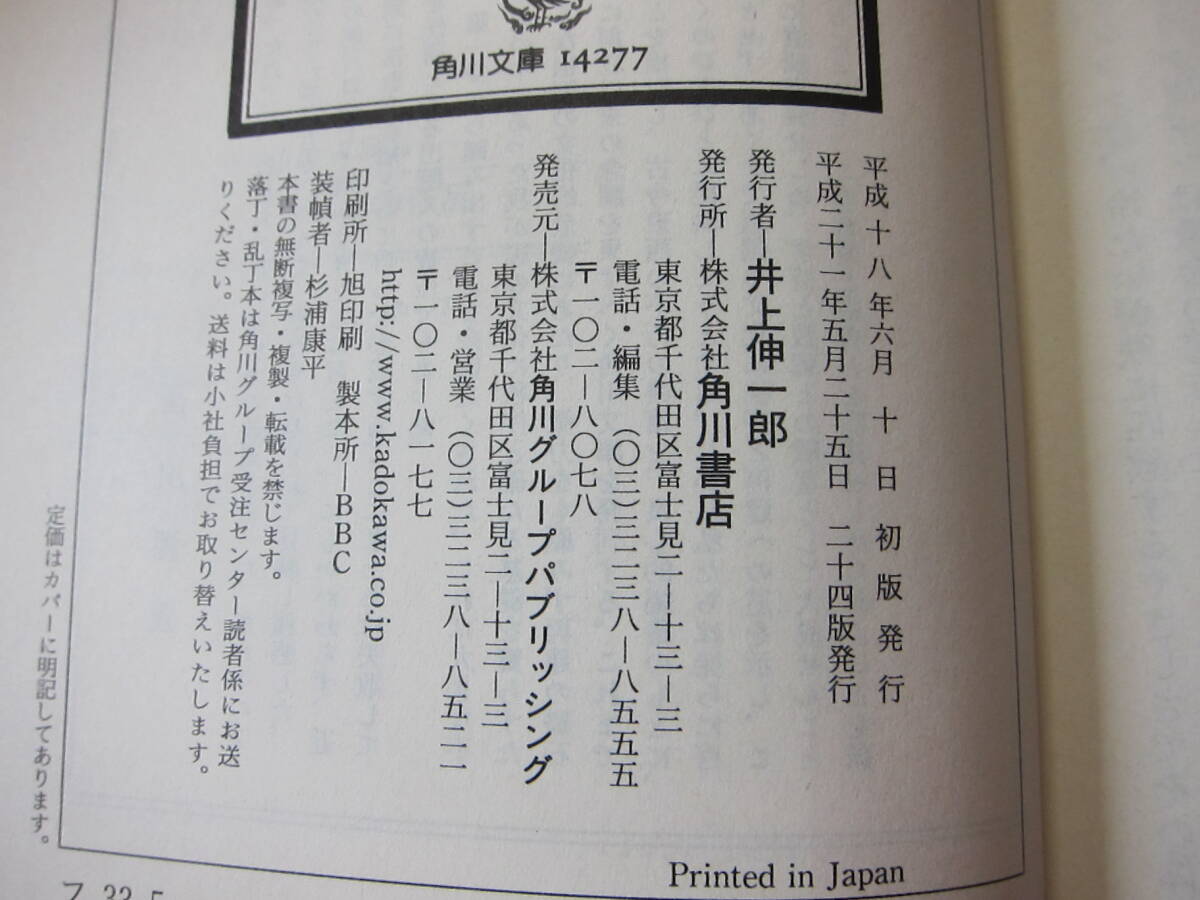 角川文庫 14277
平成十八年六月十日 初版発行
平成二十一年五月二十五日 二十四版発行
発行者―井上伸一郎
発行所―株式会社角川書店
東京都千代田区富士見二―十三―三
電話・編集 (〇三)三二三八―八五五五
〒一〇二―八〇七八
発売元―株式会社角川グループパブリッシング
東京都千代田区富士見二―十三―三
電話・営業 (〇三)三二三八―八五二一
〒一〇二―八一七七
http://www.kadokawa.co.jp
印刷所―旭印刷 製本所―BBC
装幀者―杉浦康平
本書の無断複写・複製・転載を禁じます。
落丁・乱丁本は角川グループ受注センター読者係にお送
りください。送料は小社負担でお取り替えいたします。
定価はカバーに明記してあります。
Printed in Japan